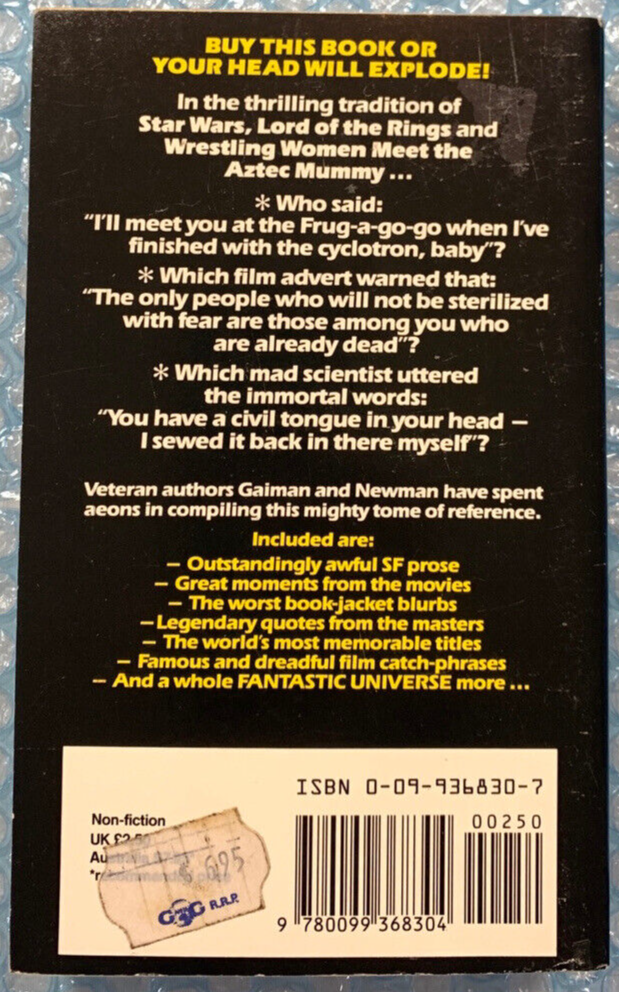 BUY THIS BOOK OR
YOUR HEAD WILL EXPLODE!
In the thrilling tradition of
Star Wars, Lord of the Rings and
Wrestling Women Meet the
Aztec Mummy ...
* Who said:
"I'll meet you at the Frug-a-go-go when I've
finished with the cyclotron, baby"?
* Which film advert warned that:
"The only people who will not be sterilized
with fear are those among you who
are already dead"?
* Which mad scientist uttered
the immortal words:
"You have a civil tongue in your head –
I sewed it back in there myself"?
Veteran authors Gaiman and Newman have spent
aeons in compiling this mighty tome of reference.
Included are:
– Outstandingly awful SF prose
– Great moments from the movies
– The worst book-jacket blurbs
– Legendary quotes from the masters
– The world's most memorable titles
– Famous and dreadful film catch-phrases
– And a whole FANTASTIC UNIVERSE more ...
ISBN 0-09-936830-7
Non-fiction
UK
695
R.R.P.
00250
9 780099 368304